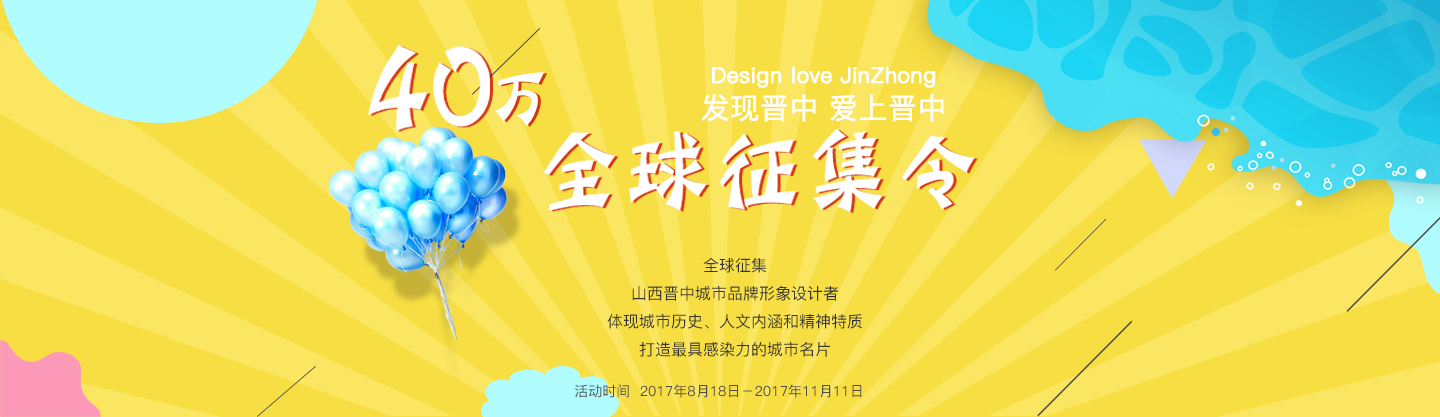 40万
Design love JinZhong
发现晋中 爱上晋中
全球征集令
全球征集
山西晋中城市品牌形象设计者
体现城市历史、人文内涵和精神特质
打造最具感染力的城市名片
活动时间 2017年8月18日－2017年11月11日